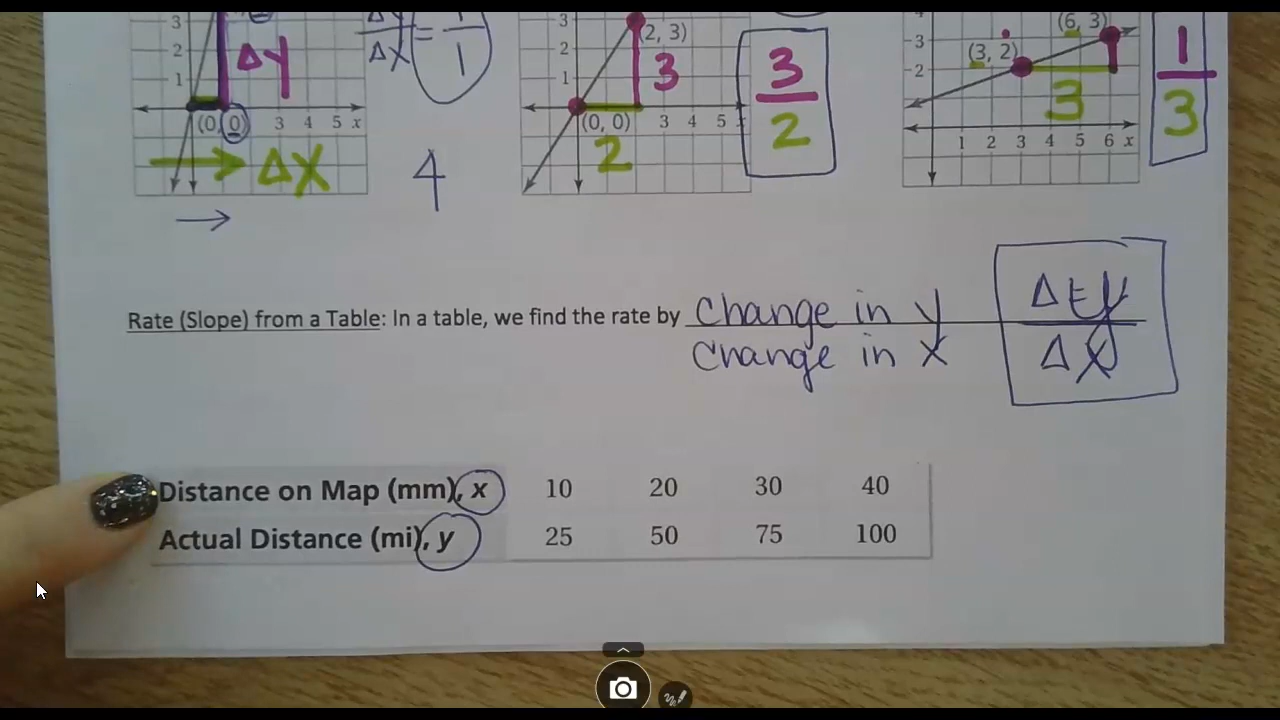 3
2
1
Δy
(0, 0)
3 4 5 x
ΔX
→
Δy/ΔX = 1/1
4
3
2
1
(2, 3)
3
(0, 0)
3 4 5
2
3/2
3
2
(3, 2)
(6, 3)
3
1 2 3 4 5 6 x
1/3
Rate (Slope) from a Table: In a table, we find the rate by change in y
change in x
Δy
Δx
Distance on Map (mm), x 10 20 30 40
Actual Distance (mi), y 25 50 75 100